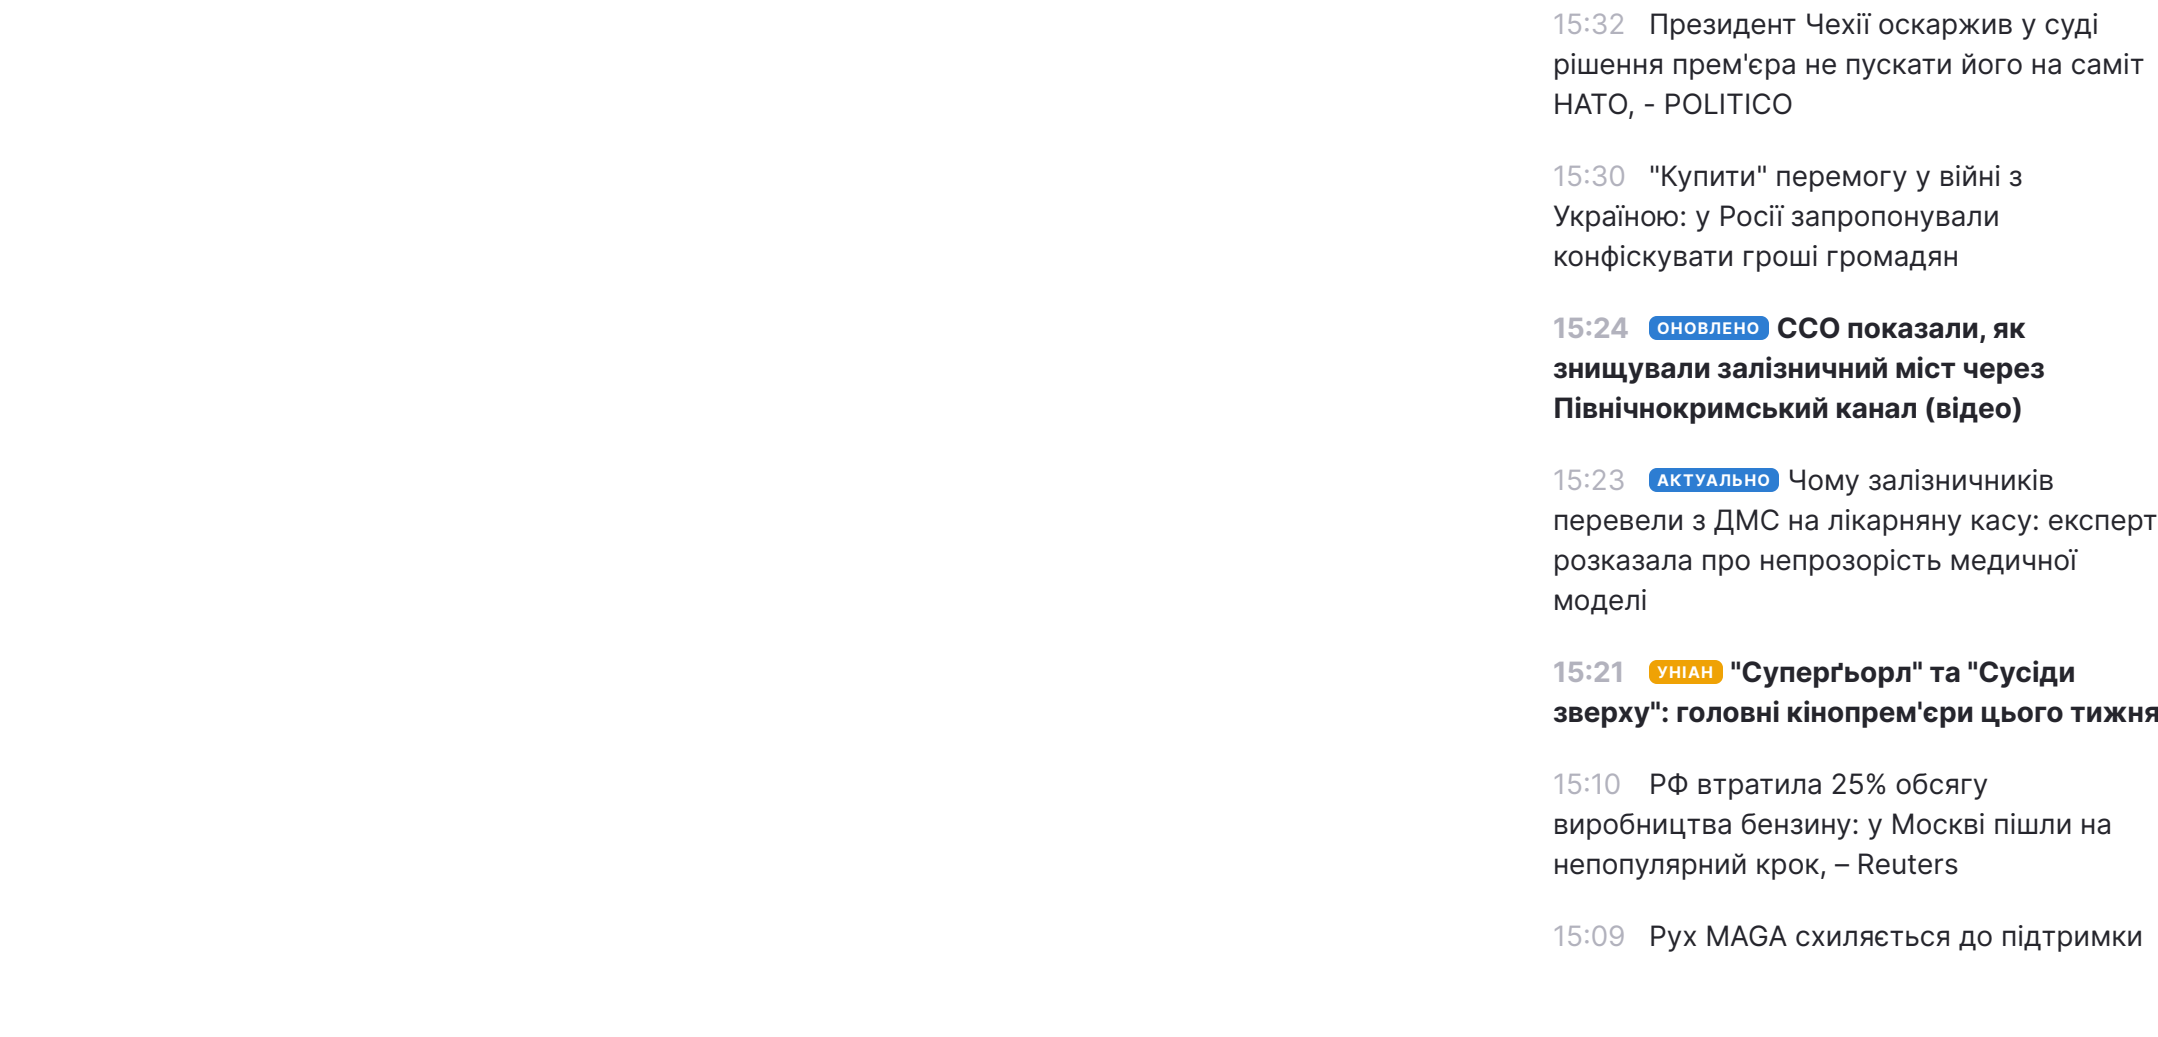 15:32 Президент Чехії оскаржив у суді
рішення прем'єра не пускати його на саміт
НАТО, - POLITICO
15:30 "Купити" перемогу у війні з
Україною: у Росії запропонували
конфіскувати гроші громадян
15:24 ОНОВЛЕНО ССО показали, як
знищували залізничний міст через
Північнокримський канал (відео)
15:23 АКТУАЛЬНО Чому залізничників
перевели з ДМС на лікарняну касу: експерт
розказала про непрозорість медичної
моделі
15:21 УНІАН "Суперґьорл" та "Сусіди
зверху": головні кінопрем'єри цього тижня
15:10 РФ втратила 25% обсягу
виробництва бензину: у Москві пішли на
непопулярний крок, – Reuters
15:09 Рух MAGA схиляється до підтримки